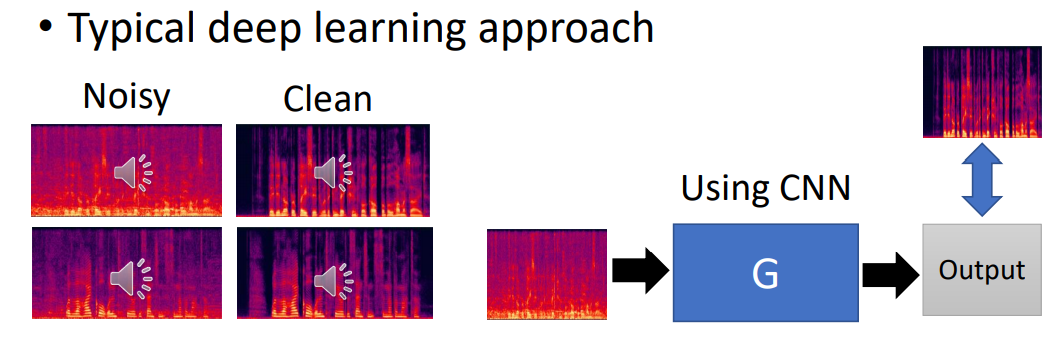 • Typical deep learning approach
Noisy
Clean
Using CNN
G
Output